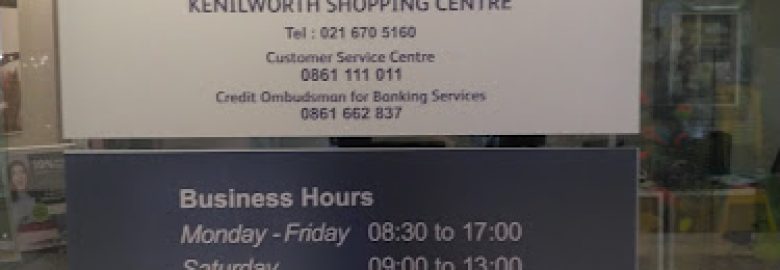 KENILWORTH SHOPPING CENTRE
Tel : 021 670 5160
Customer Service Centre
0861 111 011
Credit Ombudsman for Banking Services
0861 662 837
Business Hours
Monday - Friday 08:30 to 17:00
Saturday 09:00 to 13:00